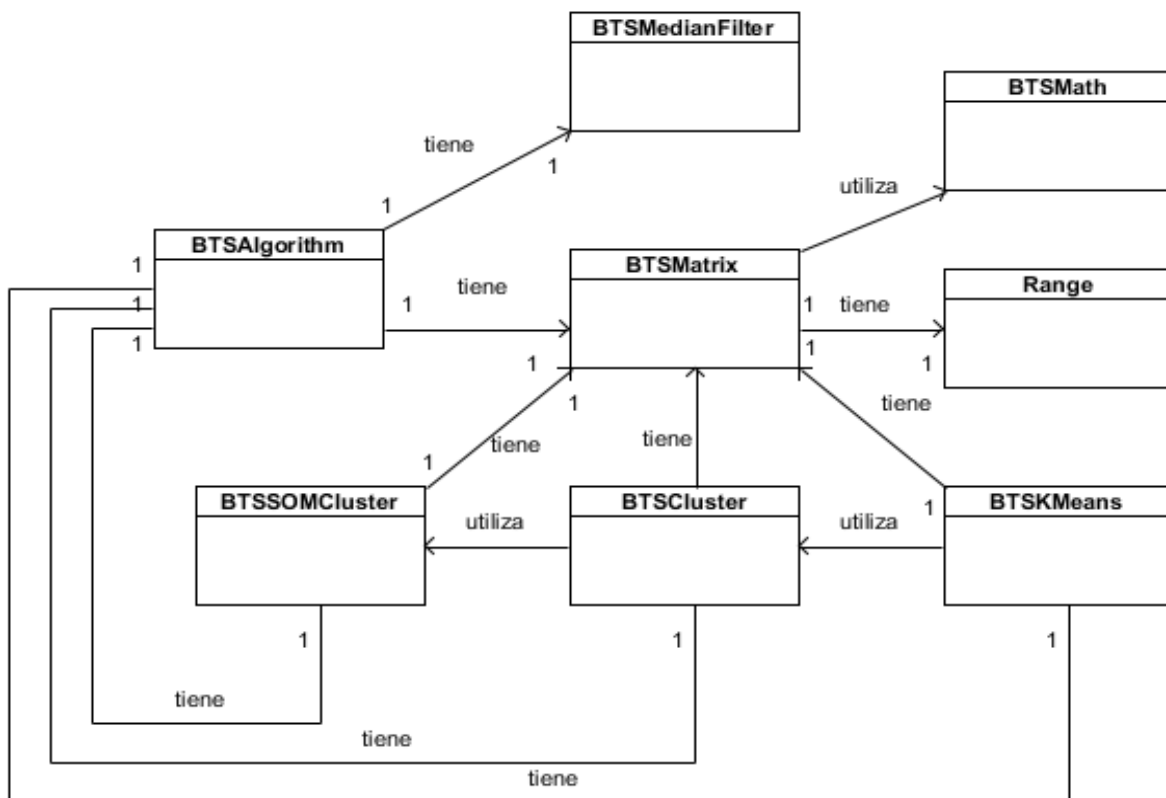 BTSMedianFilter
BTSMath
tiene
1
utiliza
1
BTSAlgorithm
1
BTSMatrix
Range
tiene
1
1
1
tiene
1
1
1
1
1
1
tiene
tiene
tiene
1
BTSSOMCluster
BTSCluster
BTSKMeans
1
utiliza
utiliza
1
1
1
tiene
tiene
tiene